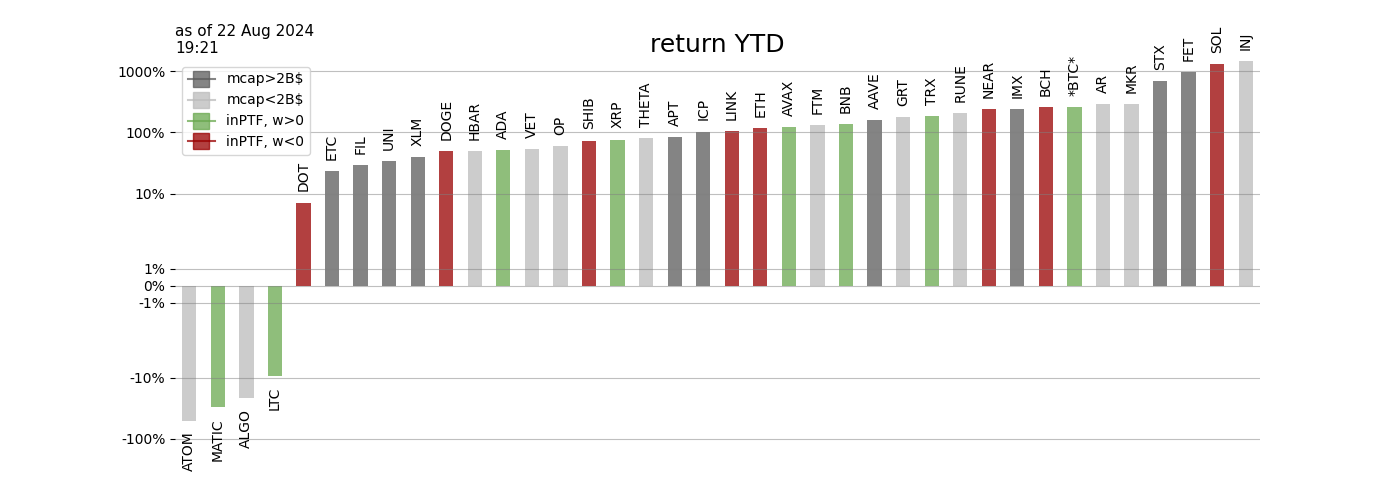 as of 22 Aug 2024
19:21
return YTD
mcap>2B$
mcap<2B$
inPTF, w>0
inPTF, w<0
1000%
100%
10%
1%
0%
-1%
-10%
-100%
ATOM
MATIC
ALGO
LTC
DOT
ETC
FIL
UNI
XLM
DOGE
HBAR
ADA
VET
OP
SHIB
XRP
THETA
APT
ICP
LINK
ETH
AVAX
FTM
BNB
AAVE
GRT
TRX
RUNE
NEAR
IMX
BCH
*BTC*
AR
MKR
STX
FET
SOL
INJ